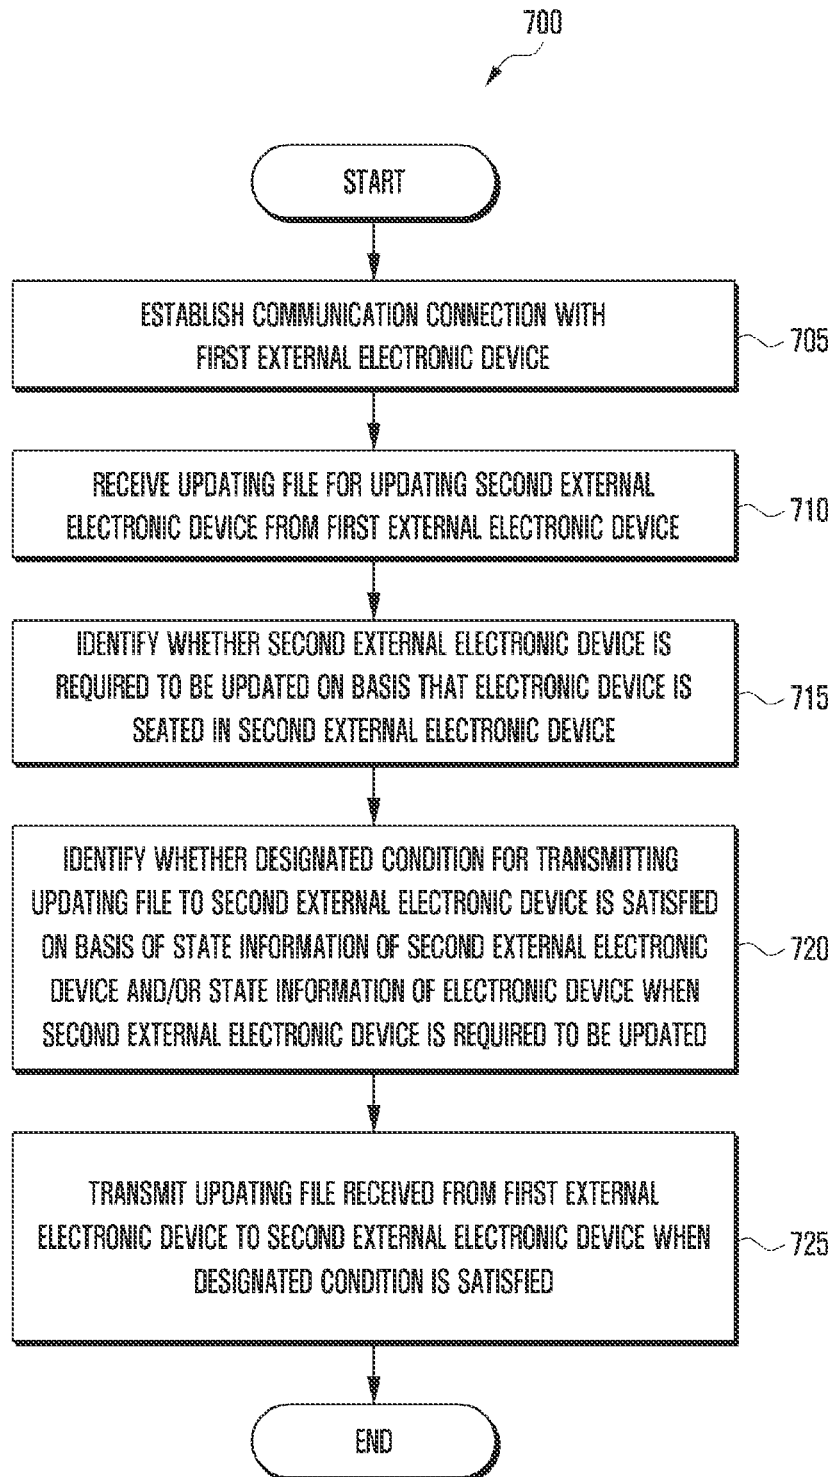 700
START
ESTABLISH COMMUNICATION CONNECTION WITH
FIRST EXTERNAL ELECTRONIC DEVICE
705
RECEIVE UPDATING FILE FOR UPDATING SECOND EXTERNAL
ELECTRONIC DEVICE FROM FIRST EXTERNAL ELECTRONIC DEVICE
710
IDENTIFY WHETHER SECOND EXTERNAL ELECTRONIC DEVICE IS
REQUIRED TO BE UPDATED ON BASIS THAT ELECTRONIC DEVICE IS
SEATED IN SECOND EXTERNAL ELECTRONIC DEVICE
715
IDENTIFY WHETHER DESIGNATED CONDITION FOR TRANSMITTING
UPDATING FILE TO SECOND EXTERNAL ELECTRONIC DEVICE IS SATISFIED
ON BASIS OF STATE INFORMATION OF SECOND EXTERNAL ELECTRONIC
DEVICE AND/OR STATE INFORMATION OF ELECTRONIC DEVICE WHEN
SECOND EXTERNAL ELECTRONIC DEVICE IS REQUIRED TO BE UPDATED
720
TRANSMIT UPDATING FILE RECEIVED FROM FIRST EXTERNAL
ELECTRONIC DEVICE TO SECOND EXTERNAL ELECTRONIC DEVICE WHEN
DESIGNATED CONDITION IS SATISFIED
725
END